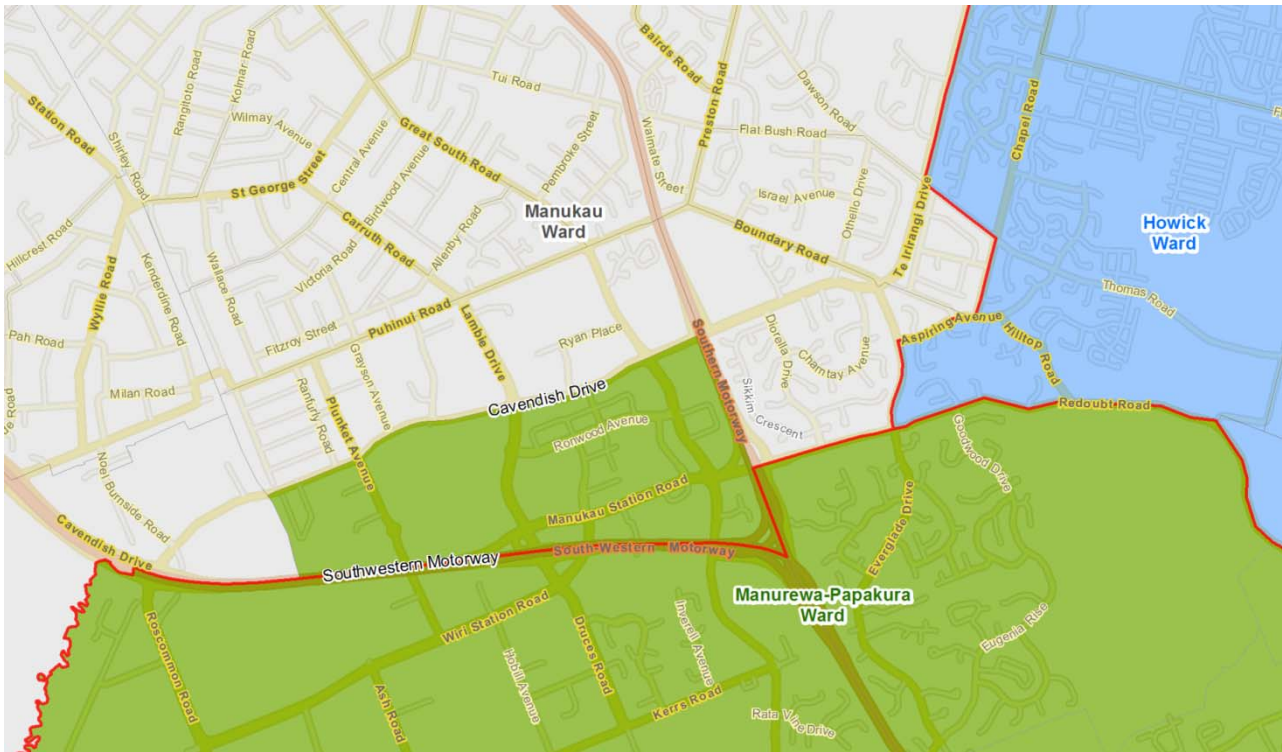 Bairds Road
Dawson Road
Tui Road
Kolmar Road
Rangitoto Road
Station Road
Wilmay Avenue
Shirley Road
Great South Road
Central Avenue
Birdwood Avenue
Pembroke Street
Waimate Street
Preston Road
Flat Bush Road
Chapel Road
St George Street
Allenby Road
Israel Avenue
Othello Drive
Manukau
Ward
Howick
Ward
Hillcrest Road
Carruth Road
Victoria Road
Boundary Road
Te Irirangi Drive
Kenderdine Road
Wallace Road
Wyllie Road
Thomas Road
Puhinui Road
Lambie Drive
Pah Road
Fitzroy Street
Ryan Place
Southern Motorway
Diorella Drive
Charntay Avenue
Aspiring Avenue
Hilltop Road
Milan Road
Grayson Avenue
Ranfurly Road
Plunket Avenue
Cavendish Drive
Sikkim Crescent
Redoubt Road
Ronwood Avenue
Goodwood Drive
Noel Burnside Road
Manukau Station Road
Everglade Drive
Cavendish Drive
Southwestern Motorway
South Western Motorway
Manurewa-Papakura
Ward
Roscommon Road
Wiri Station Road
Druces Road
Inverell Avenue
Eugenia Rise
Hobill Avenue
Ash Road
Kerrs Road
Rata Vine Drive